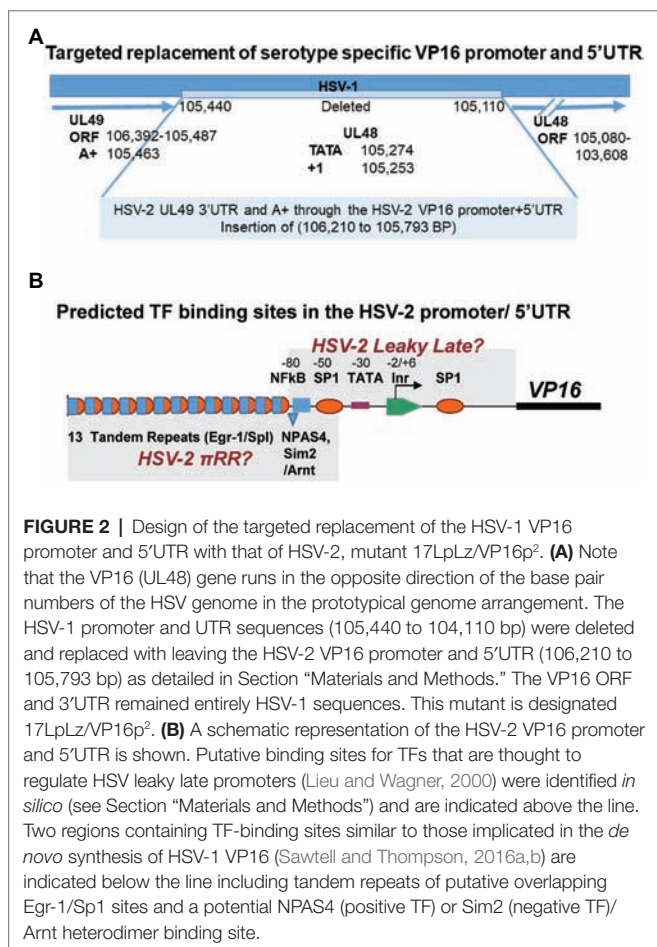 A
Targeted replacement of serotype specific VP16 promoter and 5'UTR
HSV-1
105,440 Deleted 105,110
UL49
ORF 106,392-105,487
A+ 105,463
UL48
TATA 105,274
+1 105,253
UL48
ORF 105,080-
103,608
HSV-2 UL49 3'UTR and A+ through the HSV-2 VP16 promoter+5'UTR
Insertion of (106,210 to 105,793 BP)
B
Predicted TF binding sites in the HSV-2 promoter/ 5'UTR
HSV-2 Leaky Late?
-80 -50 -30 -2/+6
NFkB SP1 TATA Inr SP1
VP16
13 Tandem Repeats (Egr-1/SpI) NPAS4,
Sim2
/Arnt
HSV-2 πRR?
FIGURE 2 | Design of the targeted replacement of the HSV-1 VP16
promoter and 5′UTR with that of HSV-2, mutant 17LpLz/VP16p². (A) Note
that the VP16 (UL48) gene runs in the opposite direction of the base pair
numbers of the HSV genome in the prototypical genome arrangement. The
HSV-1 promoter and UTR sequences (105,440 to 104,110 bp) were deleted
and replaced with leaving the HSV-2 VP16 promoter and 5′UTR (106,210 to
105,793 bp) as detailed in Section “Materials and Methods.” The VP16 ORF
and 3′UTR remained entirely HSV-1 sequences. This mutant is designated
17LpLz/VP16p². (B) A schematic representation of the HSV-2 VP16 promoter
and 5′UTR is shown. Putative binding sites for TFs that are thought to
regulate HSV leaky late promoters (Lieu and Wagner, 2000) were identified in
silico (see Section “Materials and Methods”) and are indicated above the line.
Two regions containing TF-binding sites similar to those implicated in the de
novo synthesis of HSV-1 VP16 (Sawtell and Thompson, 2016a,b) are
indicated below the line including tandem repeats of putative overlapping
Egr-1/Sp1 sites and a potential NPAS4 (positive TF) or Sim2 (negative TF)/
Arnt heterodimer binding site.